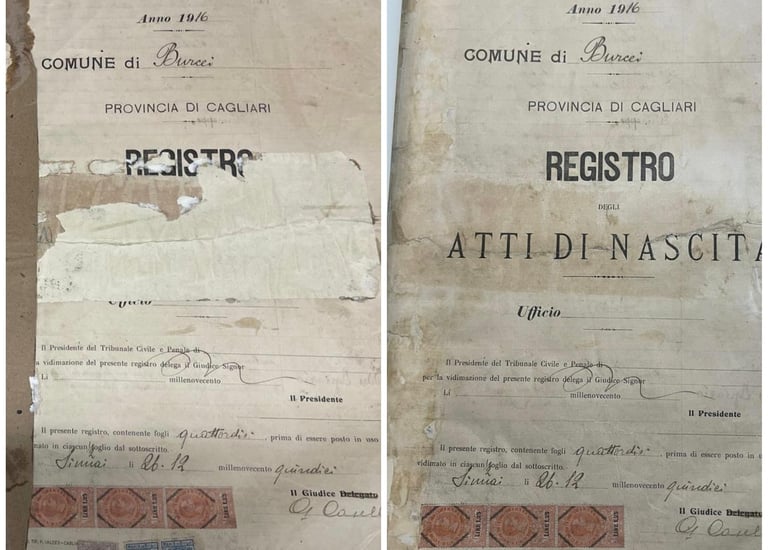 Anno 1916
COMUNE di Burcei
PROVINCIA DI CAGLIARI
REGISTRO
Ufficio
Il Presidente del Tribunale Civile e Penale di
a vidimazione del presente registro delega il Giudice Signor
Li millenovecento
Il Presidente
Il presente registro, contenente fogli quattordici, prima di essere posto in uso
mato in ciascun foglio dal sottoscritto.
Sinnai li 26-12 millenovecento quindici
Il Giudice Delegato
Anno 1916
COMUNE di Burcei
PROVINCIA DI CAGLIARI
REGISTRO
DEGLI
ATTI DI NASCITA
Ufficio
Il Presidente del Tribunale Civile e Penale di
per la vidimazione del presente registro delega il Giudice Signor
Li millenovecento
Il Presidente
Il presente registro, contenente fogli quattordici, prima di essere posto in uso
vidimato in ciascun foglio dal sottoscritto.
Sinnai li 26-12 millenovecento quindici
Il Giudice Delegato